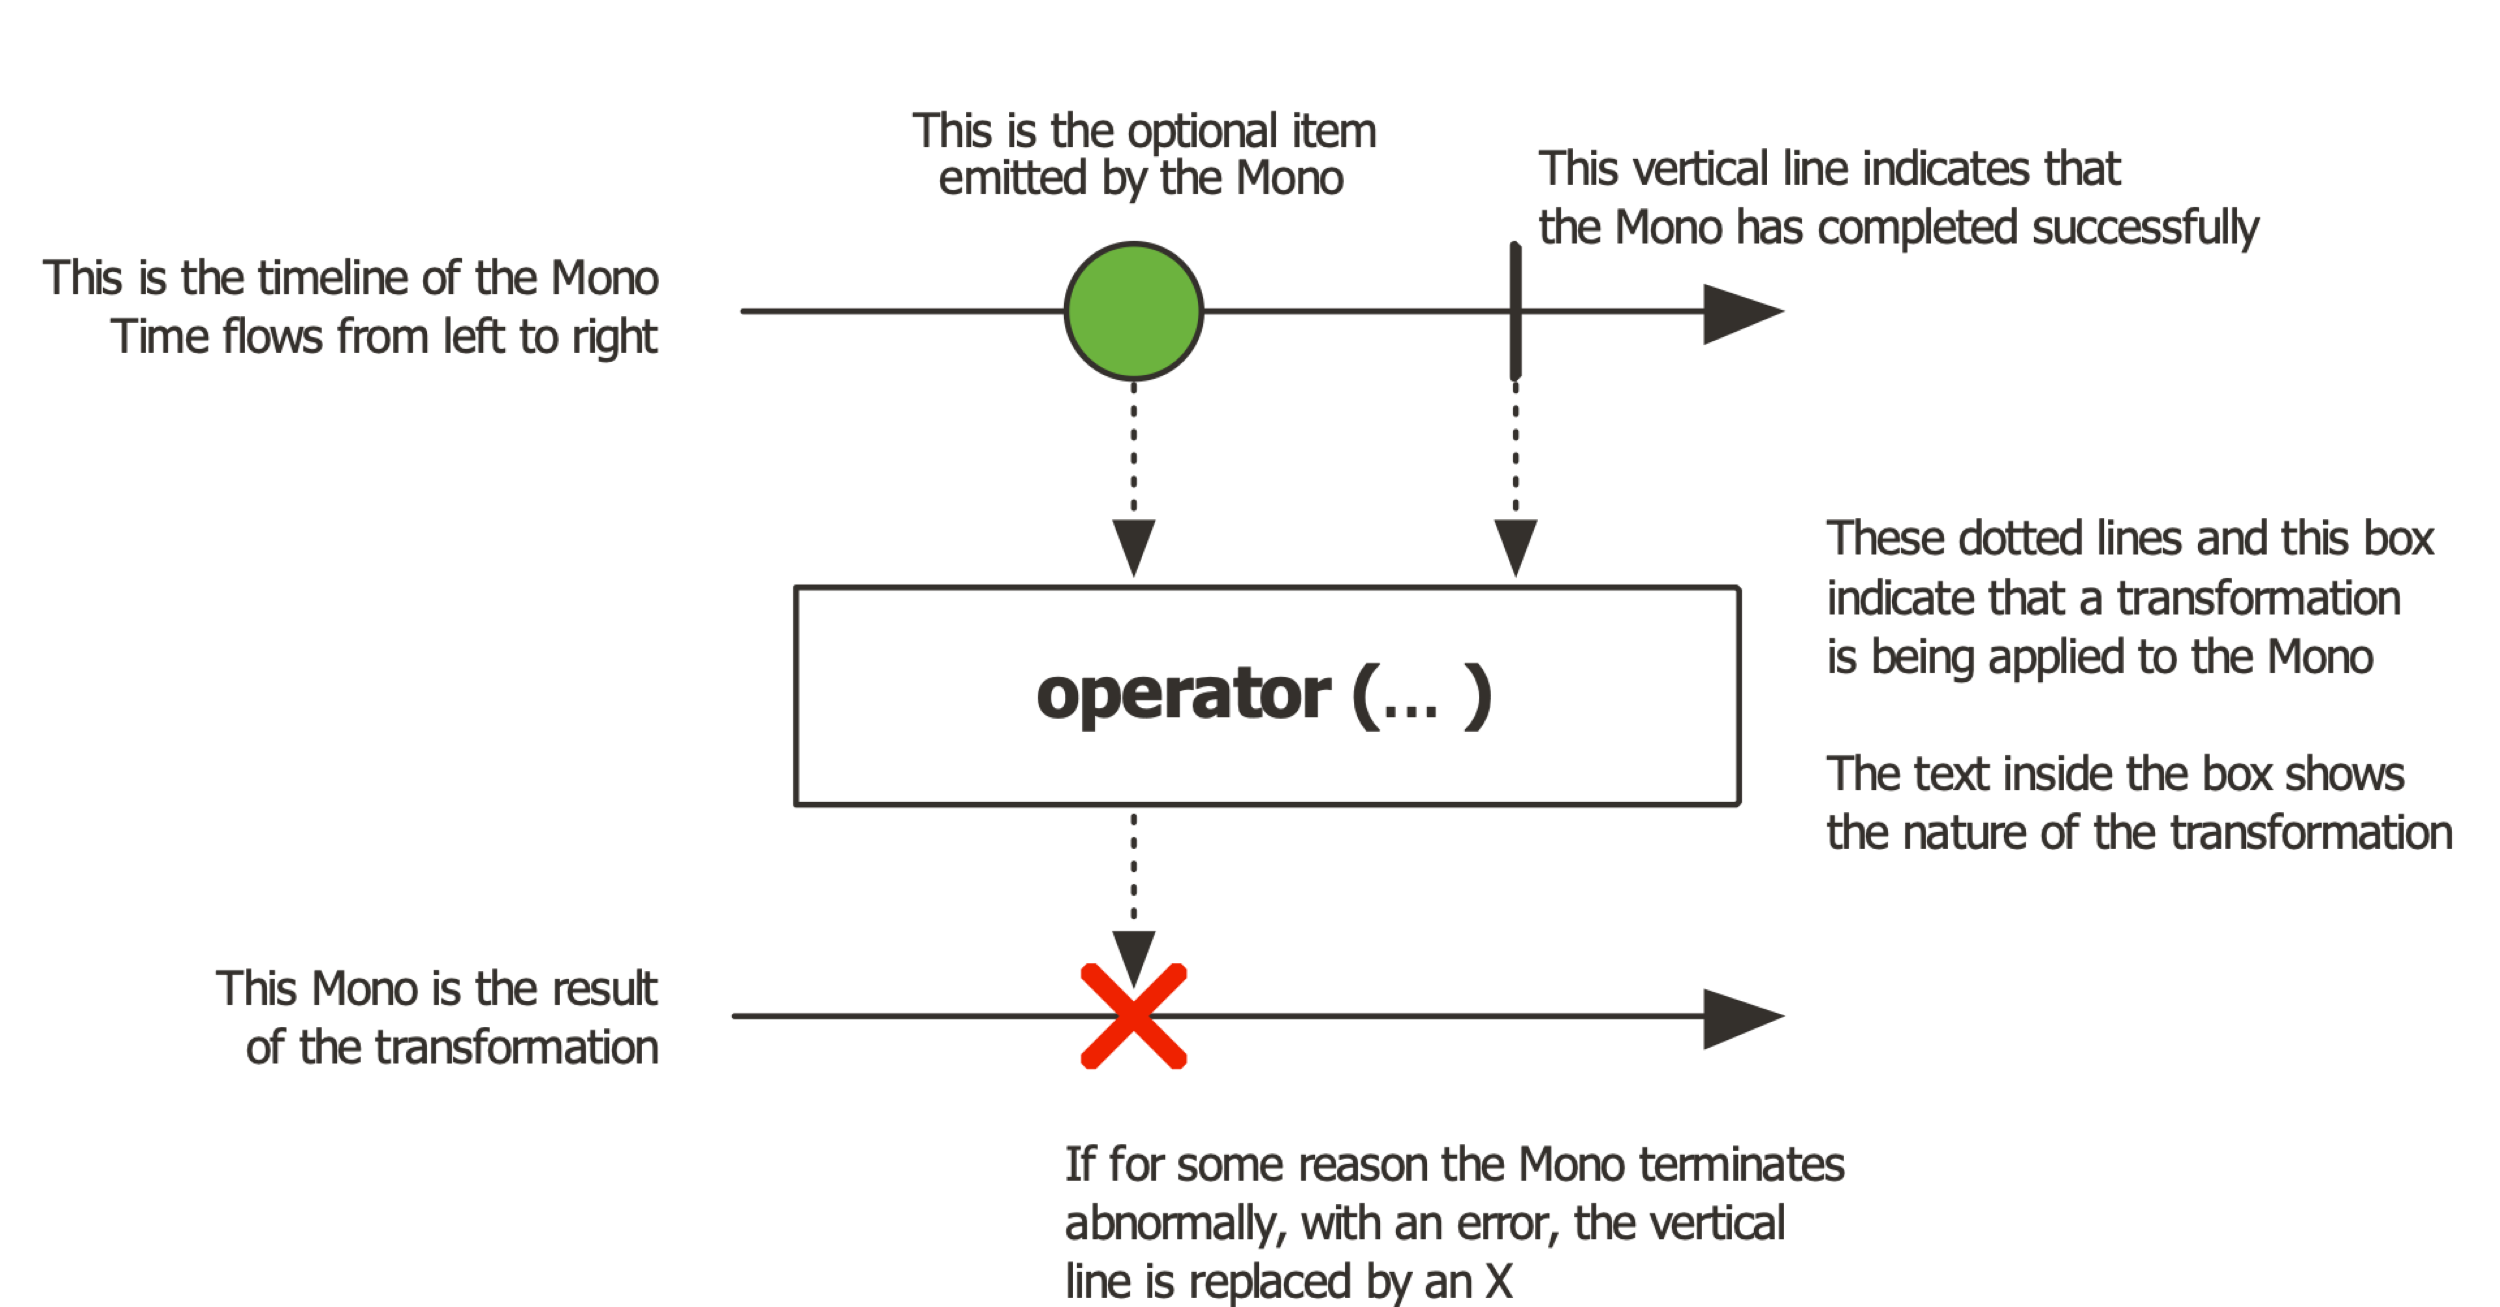 This is the optional item
emitted by the Mono
This vertical line indicates that
the Mono has completed successfully
This is the timeline of the Mono
Time flows from left to right
These dotted lines and this box
indicate that a transformation
is being applied to the Mono
operator (... )
The text inside the box shows
the nature of the transformation
This Mono is the result
of the transformation
If for some reason the Mono terminates
abnormally, with an error, the vertical
line is replaced by an X